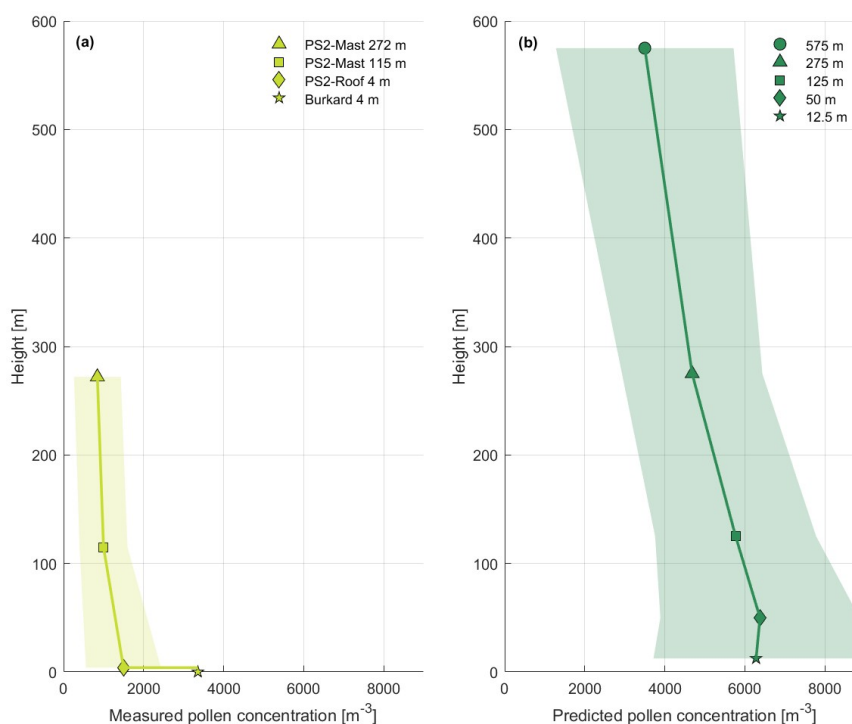 (a)
PS2-Mast 272 m
PS2-Mast 115 m
PS2-Roof 4 m
Burkard 4 m
600
500
400
300
200
100
0
Height [m]
0 2000 4000 6000 8000
Measured pollen concentration [m⁻³]
(b)
575 m
275 m
125 m
50 m
12.5 m
600
500
400
300
200
100
0
Height [m]
0 2000 4000 6000 8000
Predicted pollen concentration [m⁻³]